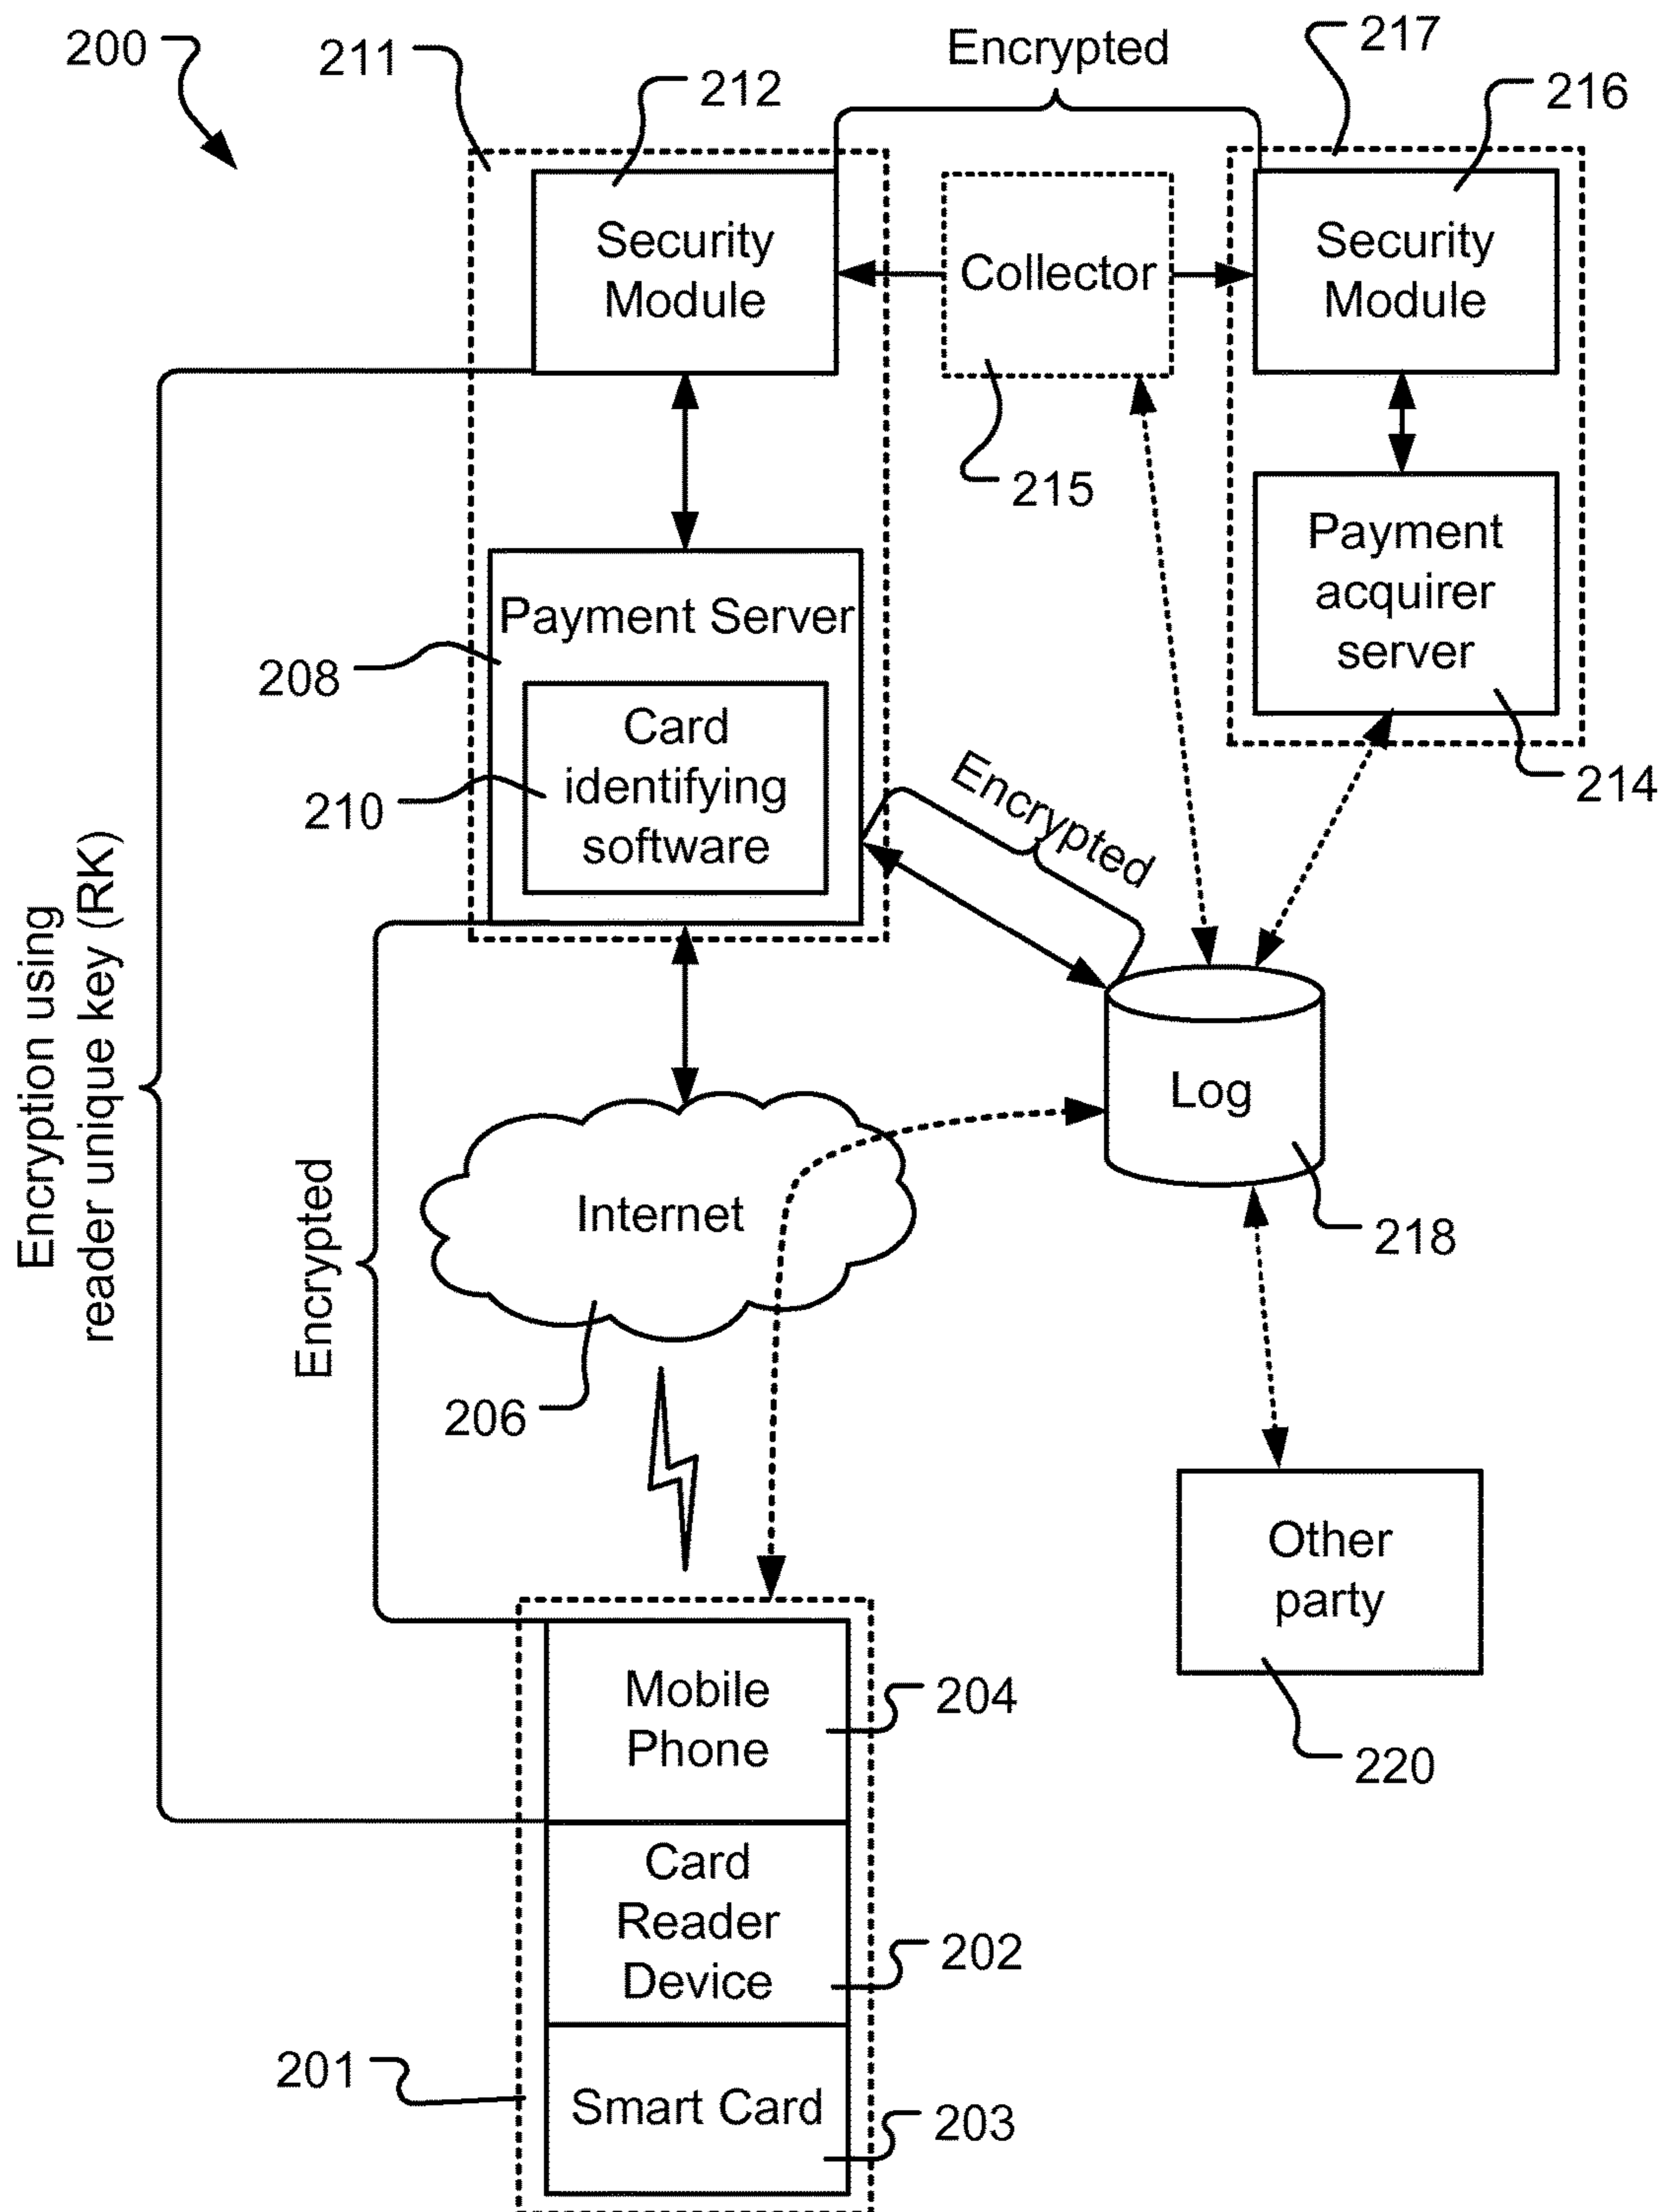 200
211
212
Encrypted
217
216
Security
Module
Collector
Security
Module
215
Payment Server
208
Card
identifying
software
210
Payment
acquirer
server
214
Encrypted
Encryption using
reader unique key (RK)
Encrypted
Internet
206
Log
218
Other
party
220
Mobile
Phone
204
Card
Reader
Device
202
201
Smart Card
203